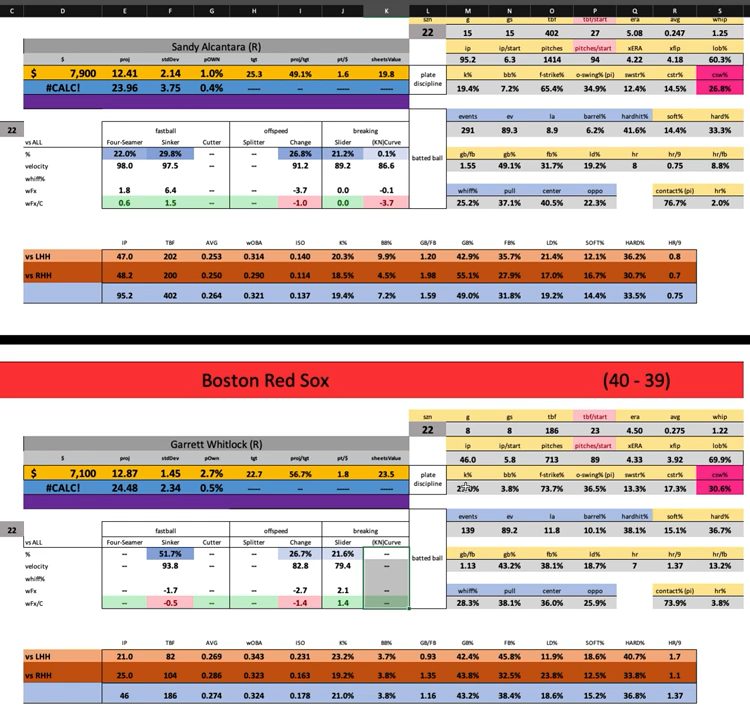 C D E F G H I J K L M N O P Q R S
szn g gs tbf tbf/start era avg whip
22 15 15 402 27 5.08 0.247 1.25
Sandy Alcantara (R) ip ip/start pitches pitches/start xERA xfip lob%
95.2 6.3 1414 94 4.22 4.18 60.3%
$ proj stdDev pOWN tgt proj/tgt pt/$ sheetsValue
$ 7,900 12.41 2.14 1.0% 25.3 49.1% 1.6 19.8 plate discipline k% bb% f-strike% o-swing% (pi) swstr% cstr% csw%
#CALC! 23.96 3.75 0.4% ----- -- ---- ----- 19.4% 7.2% 65.4% 34.9% 12.4% 14.5% 26.8%
events ev la barrel% hardhit% soft% hard%
22 fastball offspeed breaking 291 89.3 8.9 6.2% 41.6% 14.4% 33.3%
vs ALL Four-Seamer Sinker Cutter Splitter Change Slider (KN)Curve
% 22.0% 29.8% -- -- 26.8% 21.2% 0.1% batted ball gb/fb gb% fb% ld% hr hr/9 hr/fb
velocity 98.0 97.5 91.2 89.2 86.6 1.55 49.1% 31.7% 19.2% 8 0.75 8.8%
whiff%
wFx 1.8 6.4 -3.7 0.0 -0.1 whiff% pull center oppo contact% (pi) hr%
wFx/C 0.6 1.5 -- -- -1.0 0.0 -3.7 25.2% 37.1% 40.5% 22.3% 76.7% 2.0%
IP TBF AVG wOBA ISO K% BB% GB/FB GB% FB% LD% SOFT% HARD% HR/9
vs LHH 47.0 202 0.253 0.314 0.140 20.3% 9.9% 1.20 42.9% 35.7% 21.4% 12.1% 36.2% 0.8
vs RHH 48.2 200 0.250 0.290 0.114 18.5% 4.5% 1.98 55.1% 27.9% 17.0% 16.7% 30.7% 0.7
95.2 402 0.264 0.321 0.137 19.4% 7.2% 1.59 49.0% 31.8% 19.2% 14.4% 33.5% 0.75
Boston Red Sox (40 - 39)
szn g gs tbf tbf/start era avg whip
22 8 8 186 23 4.50 0.275 1.22
Garrett Whitlock (R) ip ip/start pitches pitches/start xERA xfip lob%
46.0 5.8 713 89 4.33 3.92 69.9%
$ proj stdDev pOwn tgt proj/tgt pt/$ sheetsValue
$ 7,100 12.87 1.45 2.7% 22.7 56.7% 1.8 23.5 plate discipline k% bb% f-strike% o-swing% (pi) swstr% cstr% csw%
#CALC! 24.48 2.34 0.5% ----- -- ---- ----- 3.8% 73.7% 36.5% 13.3% 17.3% 30.6%
events ev la barrel% hardhit% soft% hard%
22 fastball offspeed breaking 139 89.2 11.8 10.1% 38.1% 15.1% 36.7%
vs ALL Four-Seamer Sinker Cutter Splitter Change Slider (KN)Curve
% -- 51.7% -- -- 26.7% 21.6% -- batted ball gb/fb gb% fb% ld% hr hr/9 hr/fb
velocity -- 93.8 82.8 79.4 -- 1.13 43.2% 38.1% 18.7% 7 1.37 13.2%
whiff%
wFx -- -1.7 -2.7 2.1 -- whiff% pull center oppo contact% (pi) hr%
wFx/C -- -0.5 -- -- -1.4 1.4 -- 28.3% 38.1% 36.0% 25.9% 73.9% 3.8%
IP TBF AVG wOBA ISO K% BB% GB/FB GB% FB% LD% SOFT% HARD% HR/9
vs LHH 21.0 82 0.269 0.343 0.231 23.2% 3.7% 0.93 42.4% 45.8% 11.9% 18.6% 40.7% 1.7
vs RHH 25.0 104 0.286 0.323 0.163 19.2% 3.8% 1.35 43.8% 32.5% 23.8% 12.5% 33.8% 1.1
46 186 0.274 0.324 0.178 21.0% 3.8% 1.16 43.2% 38.4% 18.6% 15.2% 36.8% 1.37